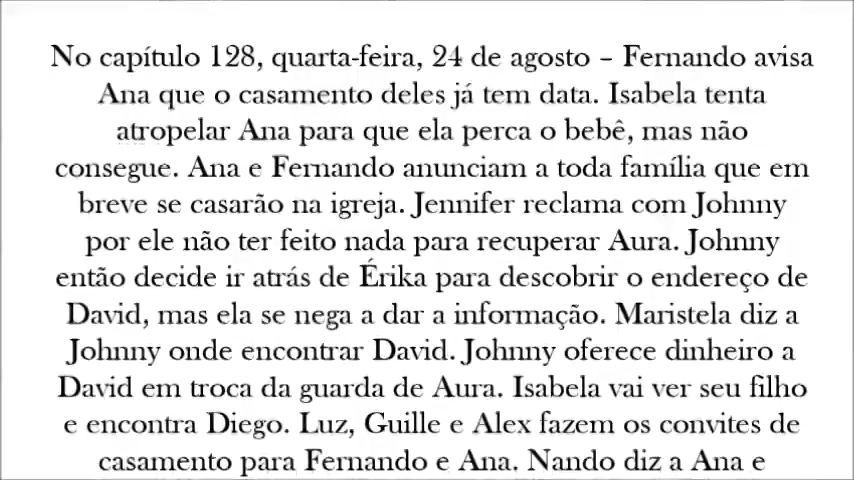 No capítulo 128, quarta-feira, 24 de agosto – Fernando avisa
Ana que o casamento deles já tem data. Isabela tenta
atropelar Ana para que ela perca o bebê, mas não
consegue. Ana e Fernando anunciam a toda família que em
breve se casarão na igreja. Jennifer reclama com Johnny
por ele não ter feito nada para recuperar Aura. Johnny
então decide ir atrás de Érika para descobrir o endereço de
David, mas ela se nega a dar a informação. Maristela diz a
Johnny onde encontrar David. Johnny oferece dinheiro a
David em troca da guarda de Aura. Isabela vai ver seu filho
e encontra Diego. Luz, Guille e Alex fazem os convites de
casamento para Fernando e Ana. Nando diz a Ana e